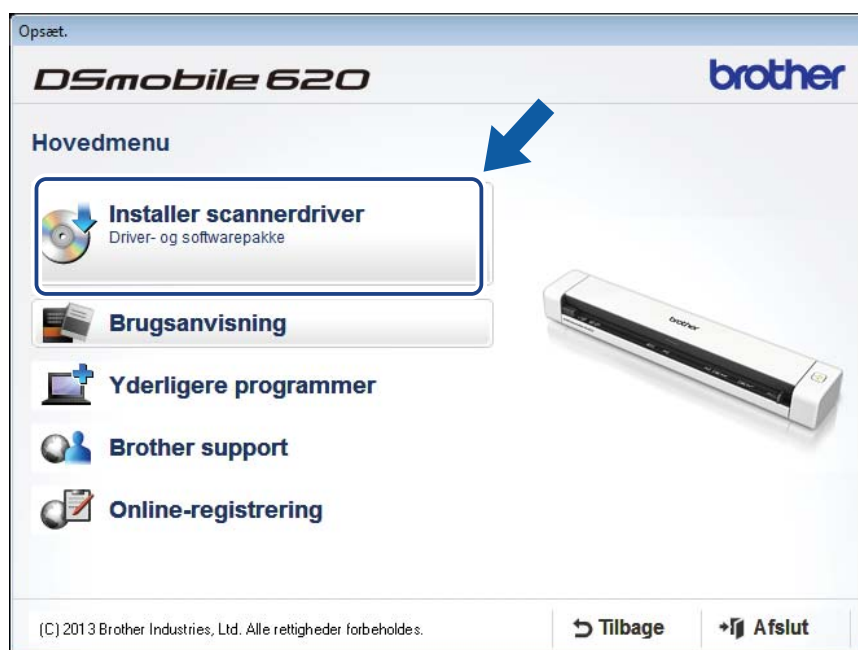 Opsæt.
DSmobile 620
brother
Hovedmenu
Installer scannerdriver
Driver- og softwarepakke
Brugsanvisning
Yderligere programmer
Brother support
Online-registrering
brother
(C) 2013 Brother Industries, Ltd. Alle rettigheder forbeholdes.
Tilbage
Afslut